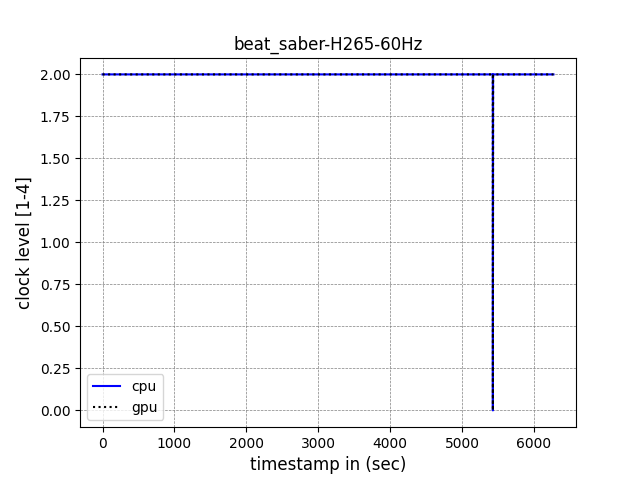 beat_saber-H265-60Hz
2.00
1.75
1.50
1.25
1.00
0.75
0.50
0.25
0.00
clock level [1-4]
cpu
gpu
0 1000 2000 3000 4000 5000 6000
timestamp in (sec)